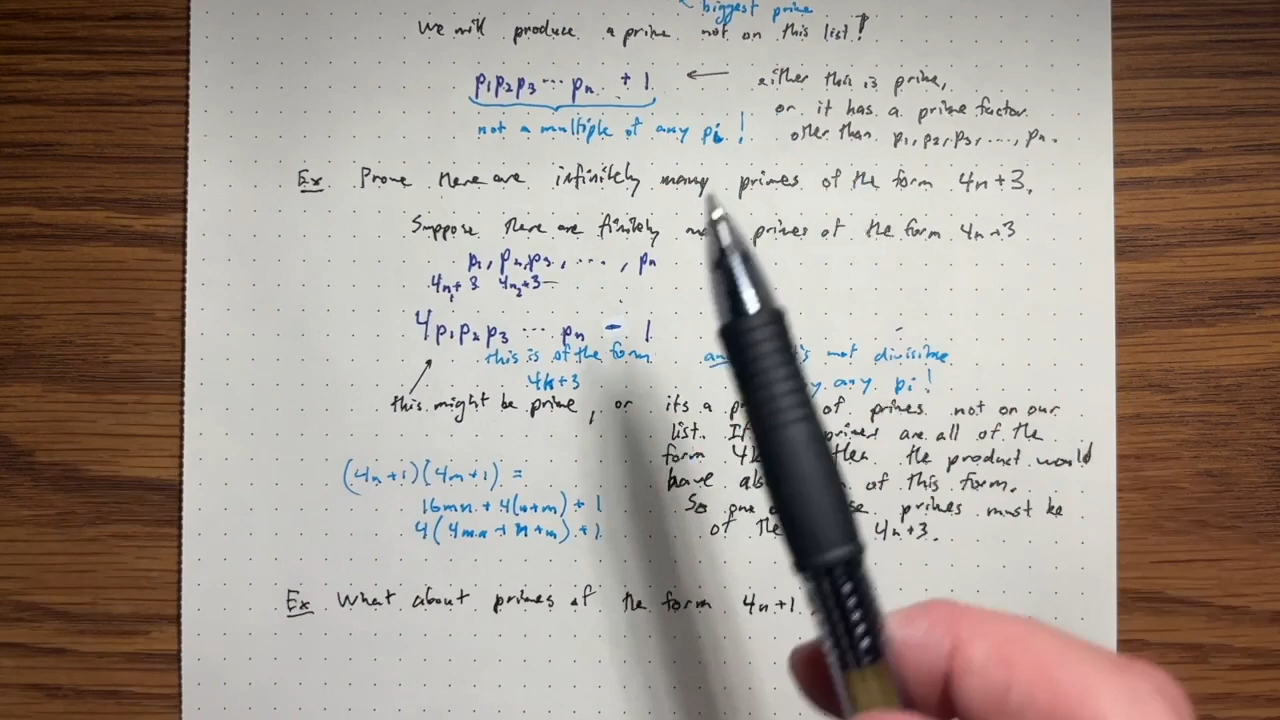 biggest prime
We will produce a prime not on this list!
p1p2p3 ... pn + 1 ← either this is prime,
or it has a prime factor
not a multiple of any pi! other than p1, p2, p3, ..., pn.
Ex Prove there are infinitely many primes of the form 4n+3.
Suppose there are finitely primes of the form 4n+3
p1, p2, p3, ..., pn
4n1+3 4n2+3
4p1p2p3 ... pn - 1
this is of the form not divisible
4k+3 any pi!
this might be prime, or its a of primes not on our
list. If are all of the
form the product would
(4n+1)(4m+1) = have of this form.
16mn + 4(n+m) + 1 So one primes must be
4(4mn + n+m) + 1 of the 4n+3.
Ex What about primes of the form 4n+1